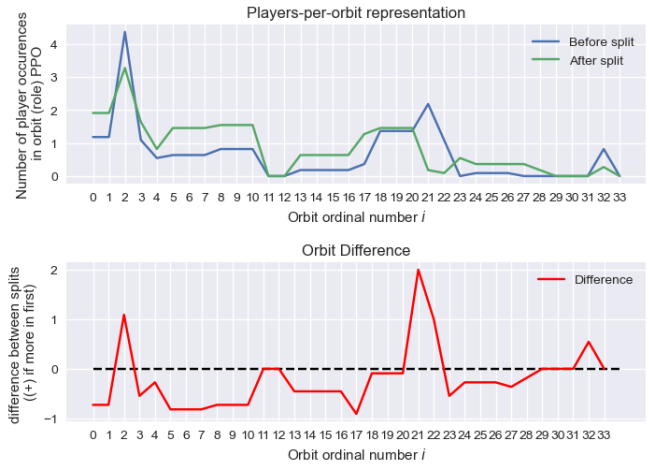 Players-per-orbit representation
Number of player occurences
in orbit (role) PPO
4
3
2
1
0
Before split
After split
0 1 2 3 4 5 6 7 8 9 10 11 12 13 14 15 16 17 18 19 20 21 22 23 24 25 26 27 28 29 30 31 32 33
Orbit ordinal number i
Orbit Difference
difference between splits
((+) if more in first)
2
1
0
−1
Difference
0 1 2 3 4 5 6 7 8 9 10 11 12 13 14 15 16 17 18 19 20 21 22 23 24 25 26 27 28 29 30 31 32 33
Orbit ordinal number i